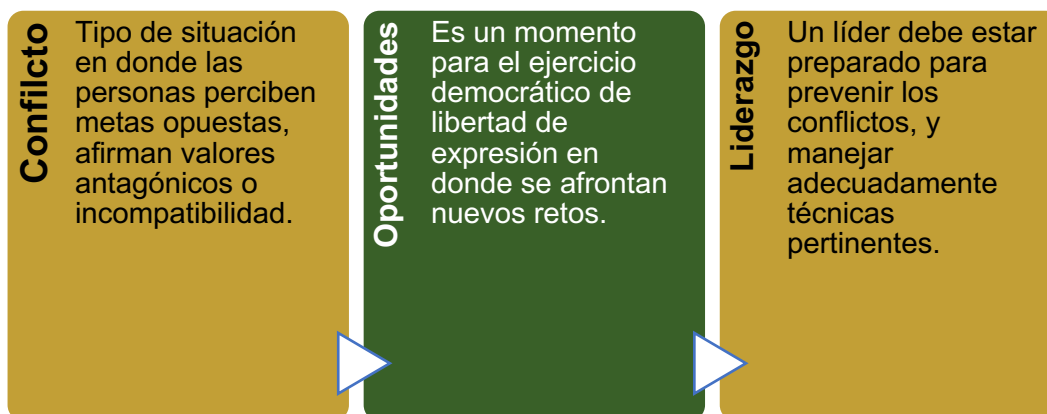 Confilcto
Tipo de situación
en donde las
personas perciben
metas opuestas,
afirman valores
antagónicos o
incompatibilidad.
Oportunidades
Es un momento
para el ejercicio
democrático de
libertad de
expresión en
donde se afrontan
nuevos retos.
Liderazgo
Un líder debe estar
preparado para
prevenir los
conflictos, y
manejar
adecuadamente
técnicas
pertinentes.